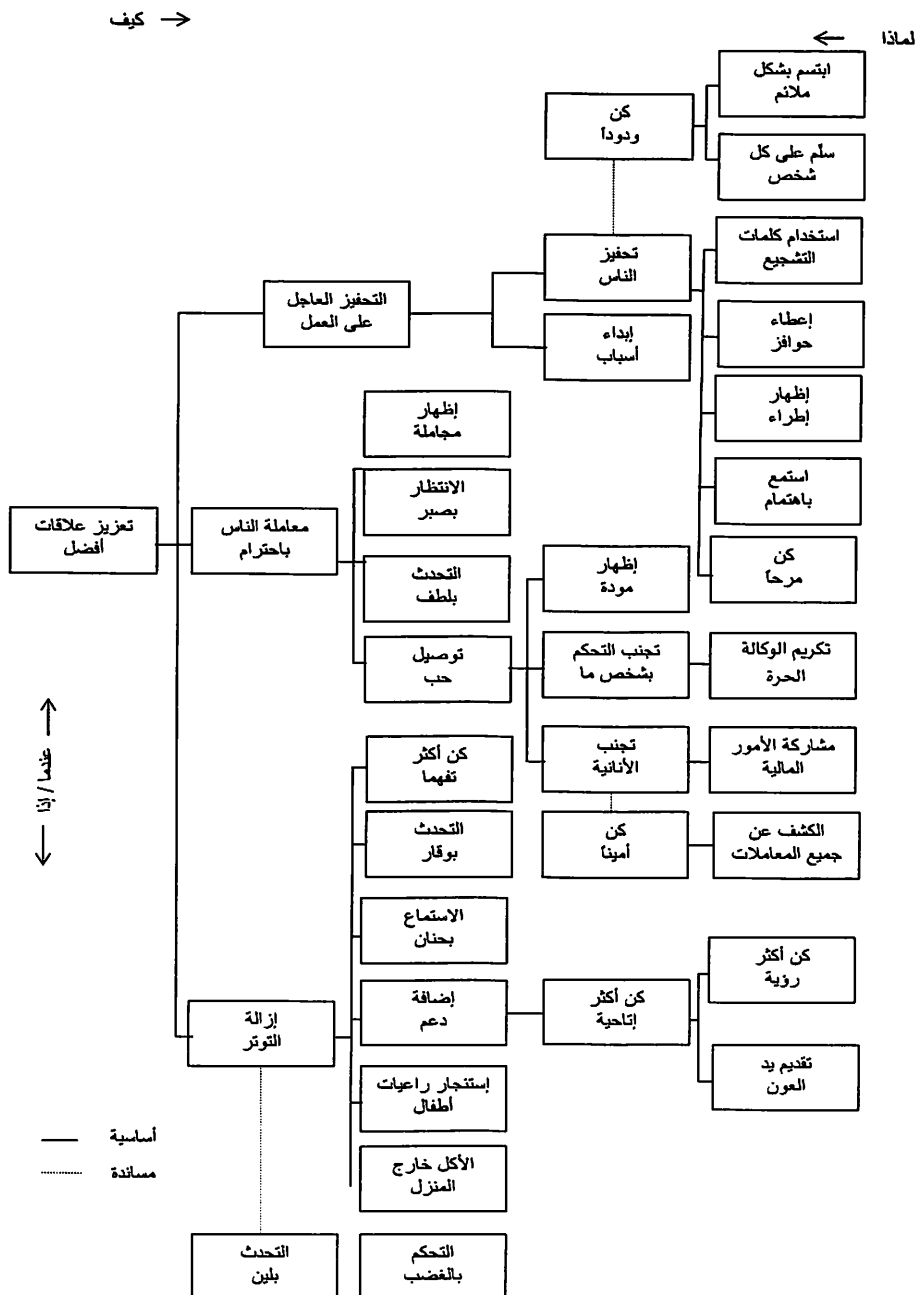 كيف
لماذا
ابتسم بشكل
ملائم
كن
ودوداً
سلّم على كل
شخص
استخدام كلمات
التشجيع
تحفيز
الناس
التحفيز العاجل
على العمل
إعطاء
حوافز
إبداء
أسباب
إظهار
إطراء
إظهار
مجاملة
استمع
باهتمام
الانتظار
بصبر
معاملة الناس
باحترام
تعزيز علاقات
أفضل
كن
مرحاً
إظهار
مودة
التحدث
بلطف
تكريم الوكالة
الحرة
تجنب التحكم
بشخص ما
توصيل
حب
مشاركة الأمور
المالية
تجنب
الأنانية
كن أكثر
تفهما
عندما / إذا
الكشف عن
جميع المعاملات
كن
أميناً
التحدث
بوقار
الاستماع
بحنان
كن أكثر
رؤية
كن أكثر
إتاحية
إضافة
دعم
إزالة
التوتر
تقديم يد
العون
إستنجار راعيات
أطفال
أساسية
مساندة
الأكل خارج
المنزل
التحكم
بالغضب
التحدث
بلين